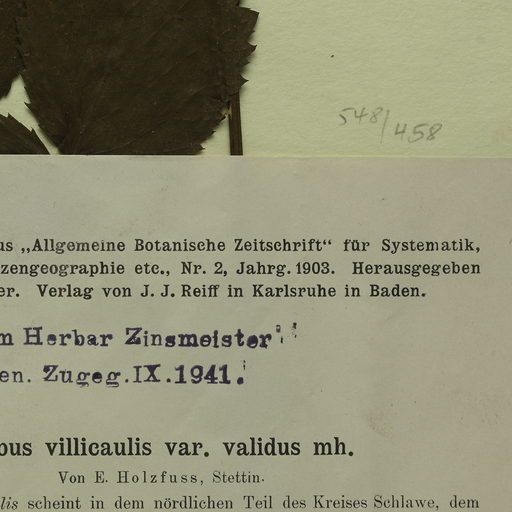 548/458
us „Allgemeine Botanische Zeitschrift“ für Systematik,
zengeographie etc., Nr. 2, Jahrg. 1903. Herausgegeben
er. Verlag von J. J. Reiff in Karlsruhe in Baden.
m Herbar Zinsmeister
en. Zugeg. IX. 1941.
bus villicaulis var. validus mh.
Von E. Holzfuss, Stettin.
lis scheint in dem nördlichen Teil des Kreises Schlawe, dem